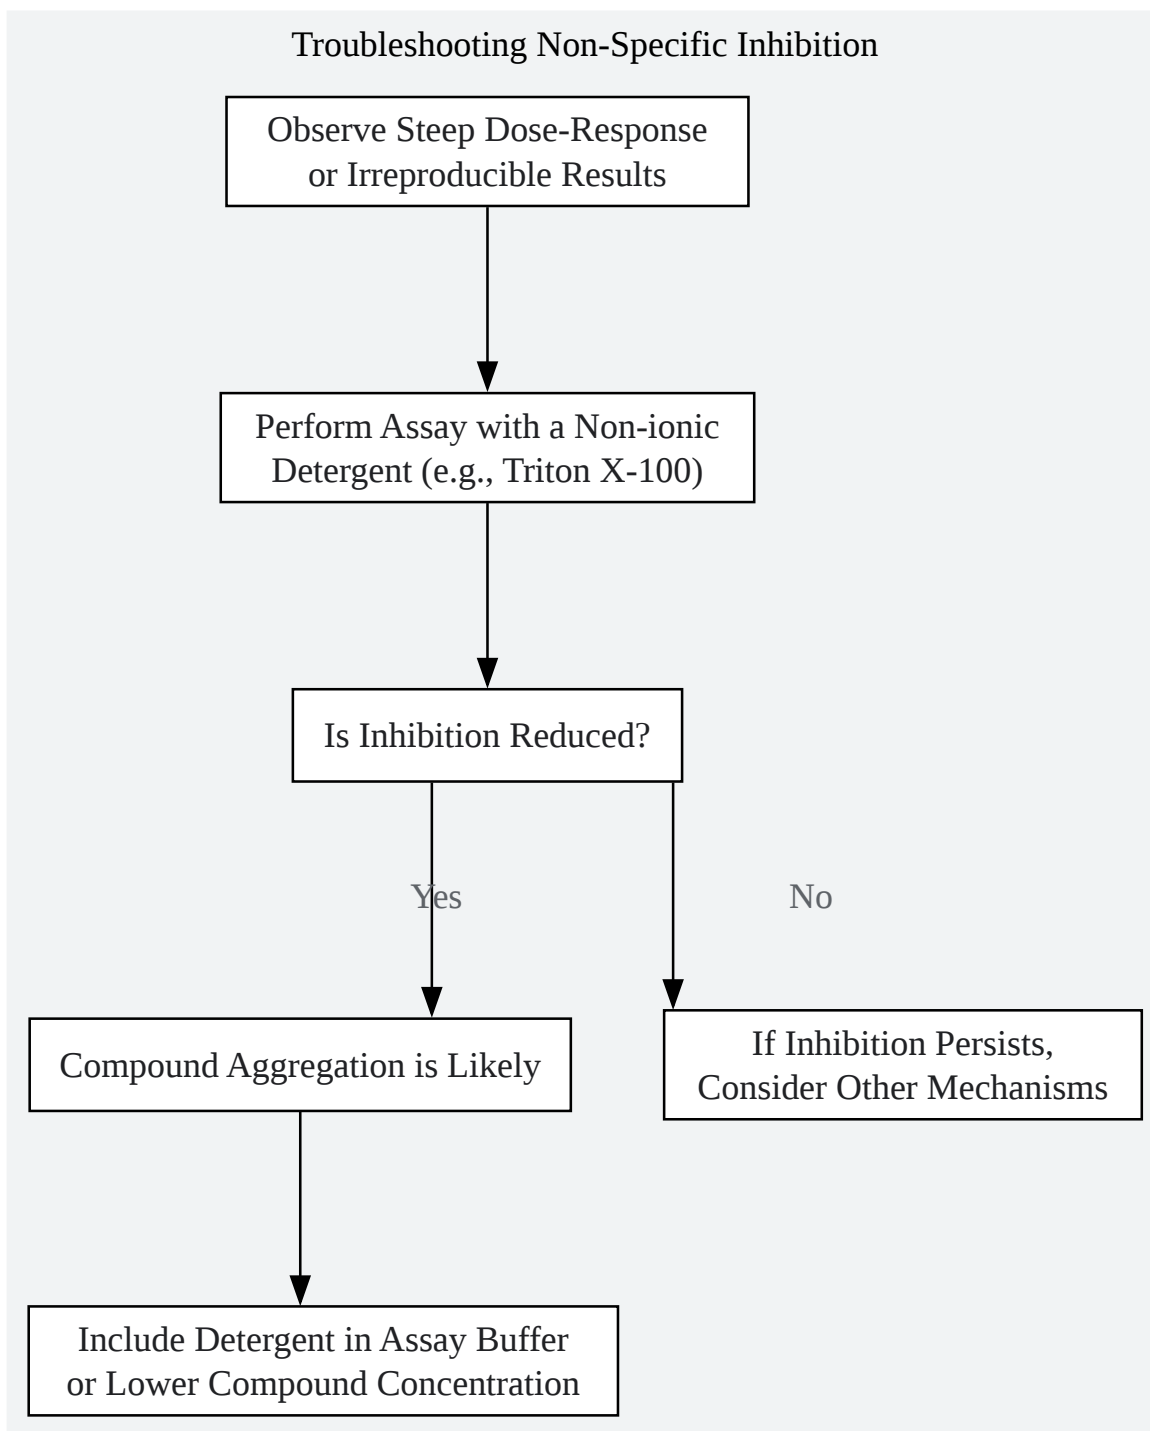 Troubleshooting Non-Specific Inhibition
Observe Steep Dose-Response
or Irreproducible Results
Perform Assay with a Non-ionic
Detergent (e.g., Triton X-100)
Is Inhibition Reduced?
Yes
No
Compound Aggregation is Likely
If Inhibition Persists,
Consider Other Mechanisms
Include Detergent in Assay Buffer
or Lower Compound Concentration